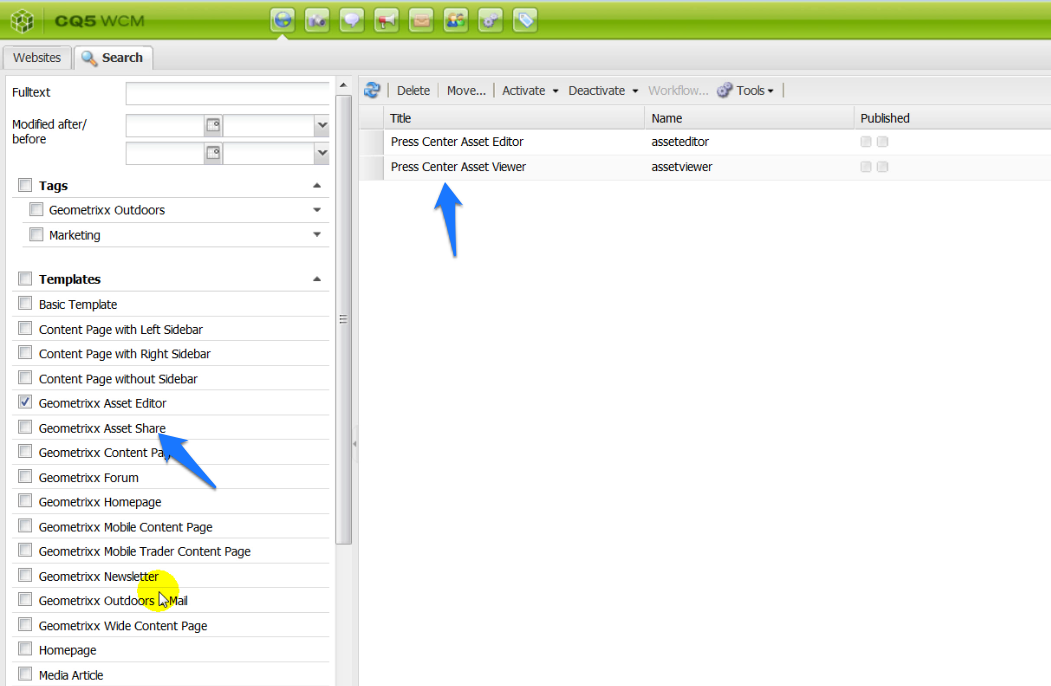 CQ5 WCM
Websites
Search
Fulltext
Modified after/
before
Tags
Geometrixx Outdoors
Marketing
Templates
Basic Template
Content Page with Left Sidebar
Content Page with Right Sidebar
Content Page without Sidebar
Geometrixx Asset Editor
Geometrixx Asset Share
Geometrixx Content Pag
Geometrixx Forum
Geometrixx Homepage
Geometrixx Mobile Content Page
Geometrixx Mobile Trader Content Page
Geometrixx Newsletter
Geometrixx Outdoors Mail
Geometrixx Wide Content Page
Homepage
Media Article
Delete Move... Activate Deactivate Workflow... Tools
Title Name Published
Press Center Asset Editor asseteditor
Press Center Asset Viewer assetviewer